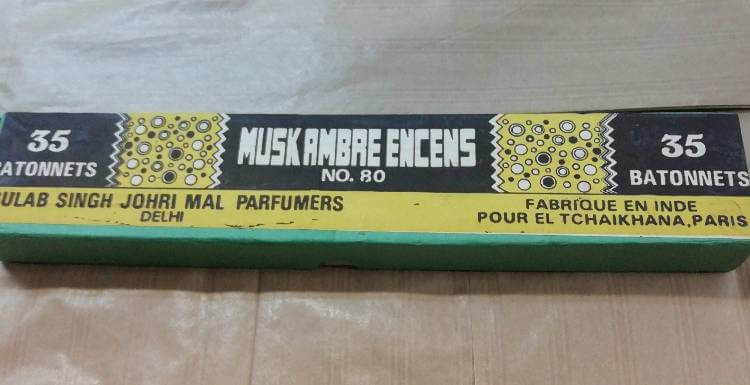 35
BATONNETS
MUSK AMBRE ENCENS
NO. 80
35
BATONNETS
GULAB SINGH JOHRI MAL PARFUMERS
DELHI
FABRIQUE EN INDE
POUR EL TCHAIKHANA, PARIS